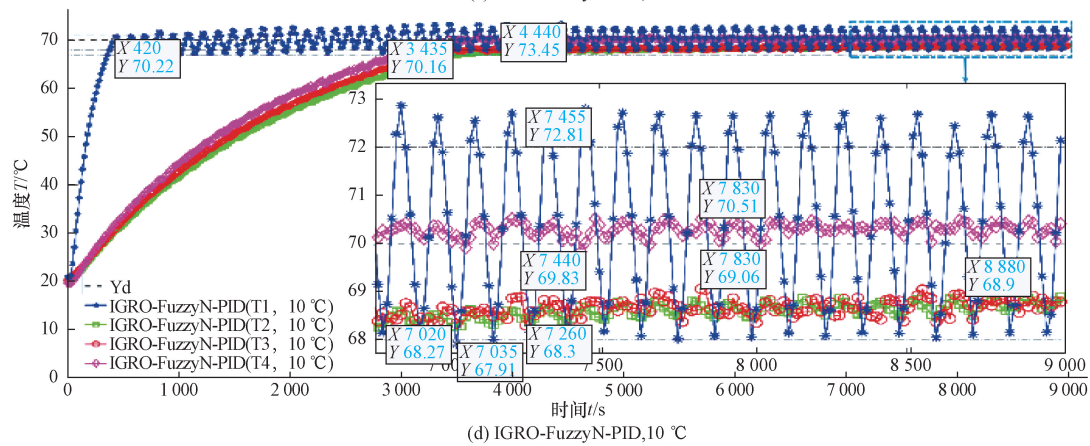 70
60
50
40
30
20
10
0
温度T/℃
X 420
Y 70.22
X 3 435
Y 70.16
X 4 440
Y 73.45
73
72
71
70
69
68
X 7 455
Y 72.81
X 7 830
Y 70.51
X 7 440
Y 69.83
X 7 830
Y 69.06
X 8 880
Y 68.9
X 7 020
Y 68.27
X 7 035
Y 67.91
X 7 260
Y 68.3
8 000
8 500
9 000
Yd
IGRO-FuzzyN-PID(T1, 10 ℃)
IGRO-FuzzyN-PID(T2, 10 ℃)
IGRO-FuzzyN-PID(T3, 10 ℃)
IGRO-FuzzyN-PID(T4, 10 ℃)
0
1 000
2 000
3 000
4 000
5 000
6 000
7 000
8 000
9 000
时间t/s
(d) IGRO-FuzzyN-PID,10 ℃